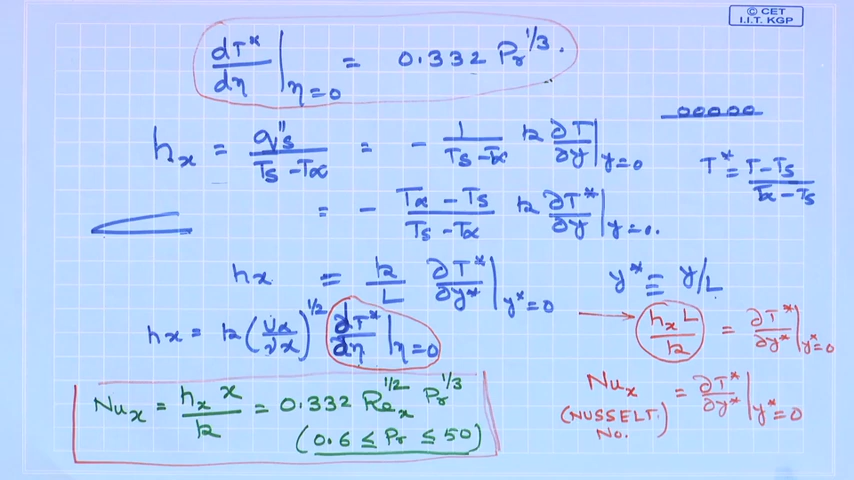 © CET
I.I.T. KGP
dT*/dη |η=0 = 0.332 Pr^1/3.
hx = q''s/(Ts - T∝) = - 1/(Ts - T∝) k ∂T/∂y |y=0
T* = (T - Ts)/(T∝ - Ts)
= - (T∝ - Ts)/(Ts - T∝) k ∂T*/∂y |y=0.
hx = k/L ∂T*/∂y* |y*=0
y* ≡ y/L
hx = k (U∝/νx)^1/2 dT*/dη |η=0
hx L/k = ∂T*/∂y* |y*=0
Nux = hx x/k = 0.332 Rex^1/2 Pr^1/3
(0.6 ≤ Pr ≤ 50)
Nux = ∂T*/∂y* |y*=0
(NUSSELT.
No.)